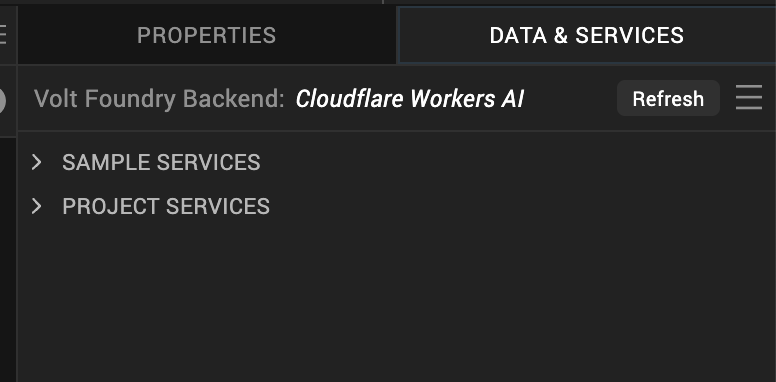 PROPERTIES
DATA & SERVICES
Volt Foundry Backend: Cloudflare Workers AI
Refresh
SAMPLE SERVICES
PROJECT SERVICES